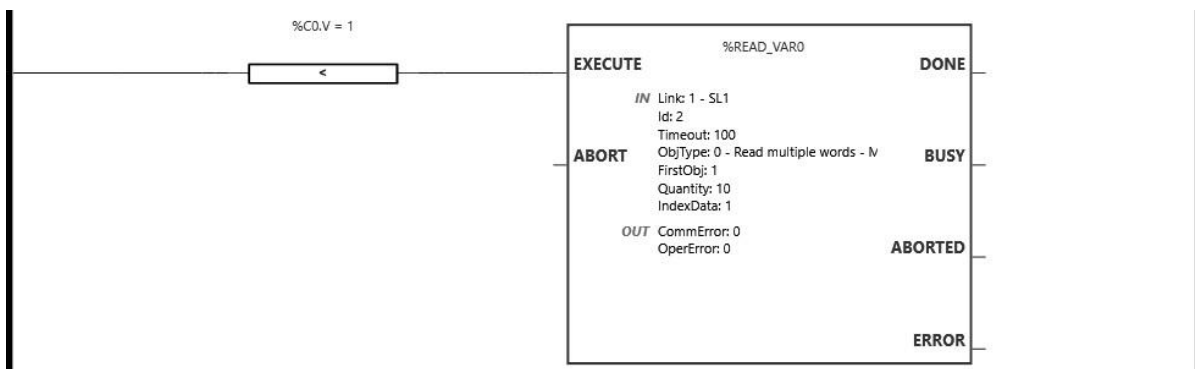 %C0.V = 1
<
%READ_VAR0
EXECUTE
DONE
IN Link: 1 - SL1
Id: 2
Timeout: 100
ABORT
ObjType: 0 - Read multiple words - M
BUSY
FirstObj: 1
Quantity: 10
IndexData: 1
OUT CommError: 0
OperError: 0
ABORTED
ERROR